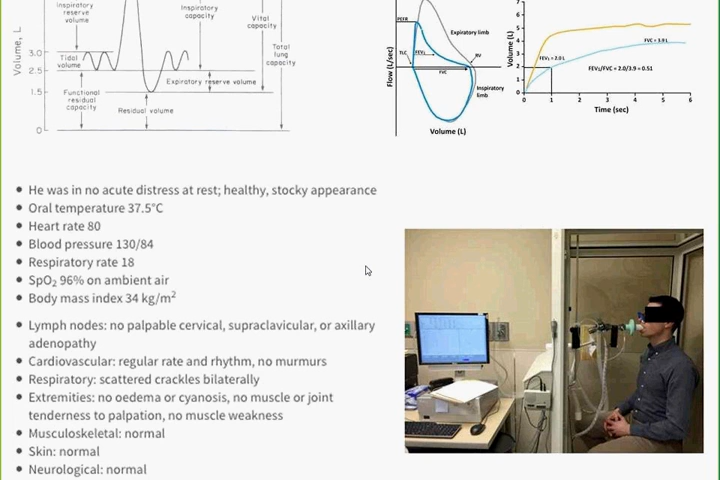 Inspiratory
reserve
volume
Inspiratory
capacity
Vital
capacity
Total
lung
capacity
Volume, L
3.0
Tidal
volume
2.5
Expiratory reserve volume
1.5
Functional
residual
capacity
Residual volume
0
PEFR
Expiratory limb
FEV₁
TLC
RV
FVC
Inspiratory
limb
Flow (L/sec)
Volume (L)
7
6
5
4
3
2
1
0
Volume (L)
FVC = 3.9 L
FEV₁ = 2.0 L
FEV₁/FVC = 2.0/3.9 = 0.51
0 1 2 3 4 5 6
Time (sec)
• He was in no acute distress at rest; healthy, stocky appearance
• Oral temperature 37.5°C
• Heart rate 80
• Blood pressure 130/84
• Respiratory rate 18
• SpO₂ 96% on ambient air
• Body mass index 34 kg/m²
• Lymph nodes: no palpable cervical, supraclavicular, or axillary
adenopathy
• Cardiovascular: regular rate and rhythm, no murmurs
• Respiratory: scattered crackles bilaterally
• Extremities: no oedema or cyanosis, no muscle or joint
tenderness to palpation, no muscle weakness
• Musculoskeletal: normal
• Skin: normal
• Neurological: normal